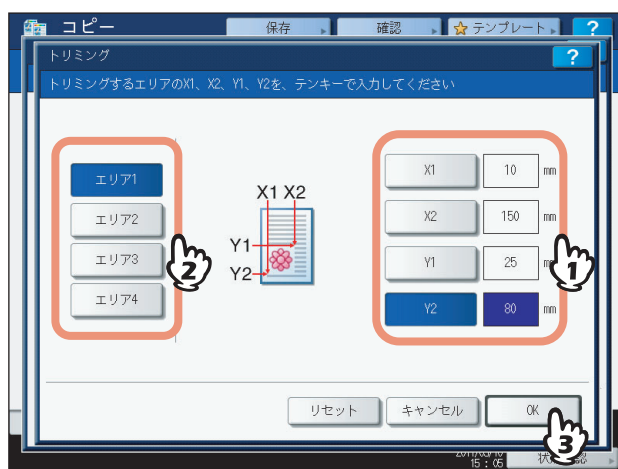 コピー
保存
確認
テンプレート
?
トリミング
?
トリミングするエリアのX1、X2、Y1、Y2を、テンキーで入力してください
エリア1
エリア2
エリア3
エリア4
2
X1 X2
Y1
Y2
X1 10 mm
X2 150 mm
Y1 25
Y2 80 mm
1
リセット キャンセル OK
3
15:05